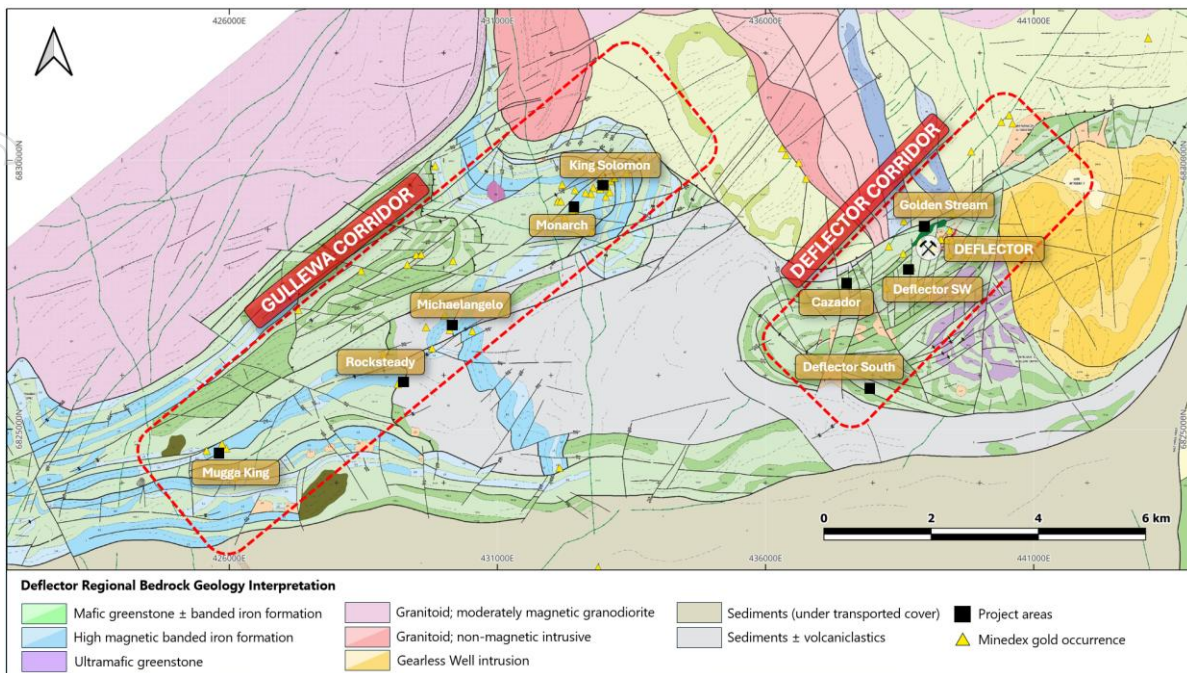 426000E
431000E
436000E
441000E
6830000N
6830000N
GULLEWA CORRIDOR
DEFLECTOR CORRIDOR
King Solomon
Monarch
Golden Stream
DEFLECTOR
Deflector SW
Cazador
Michaelangelo
Rocksteady
Deflector South
Mugga King
6825000N
6825000N
0 2 4 6 km
426000E
431000E
436000E
441000E
Deflector Regional Bedrock Geology Interpretation
Mafic greenstone ± banded iron formation
High magnetic banded iron formation
Ultramafic greenstone
Granitoid; moderately magnetic granodiorite
Granitoid; non-magnetic intrusive
Gearless Well intrusion
Sediments (under transported cover)
Sediments ± volcaniclastics
Project areas
Minedex gold occurrence